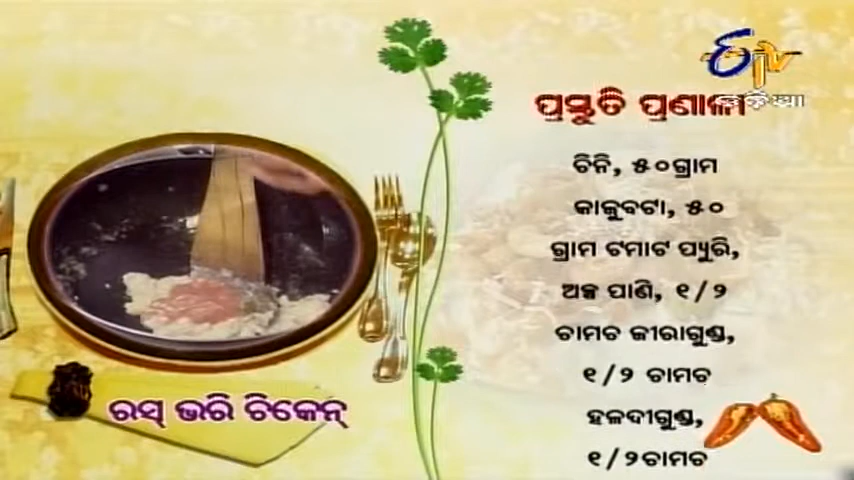 ETV
ଓଡ଼ିଆ
ପ୍ରସ୍ତୁତି ପ୍ରଣାଳୀ
ଚିନି, ୫୦ଗ୍ରାମ
କାଜୁବଟା, ୫୦
ଗ୍ରାମ ଟମାଟ ପ୍ୟୁରି,
ଅଳ୍ପ ପାଣି, ୧/୨
ଚାମଚ ଜୀରାଗୁଣ୍ଡ,
୧/୨ ଚାମଚ
ହଳଦୀଗୁଣ୍ଡ,
୧/୨ଚାମଚ
ରସ୍ ଭରି ଚିକେନ୍